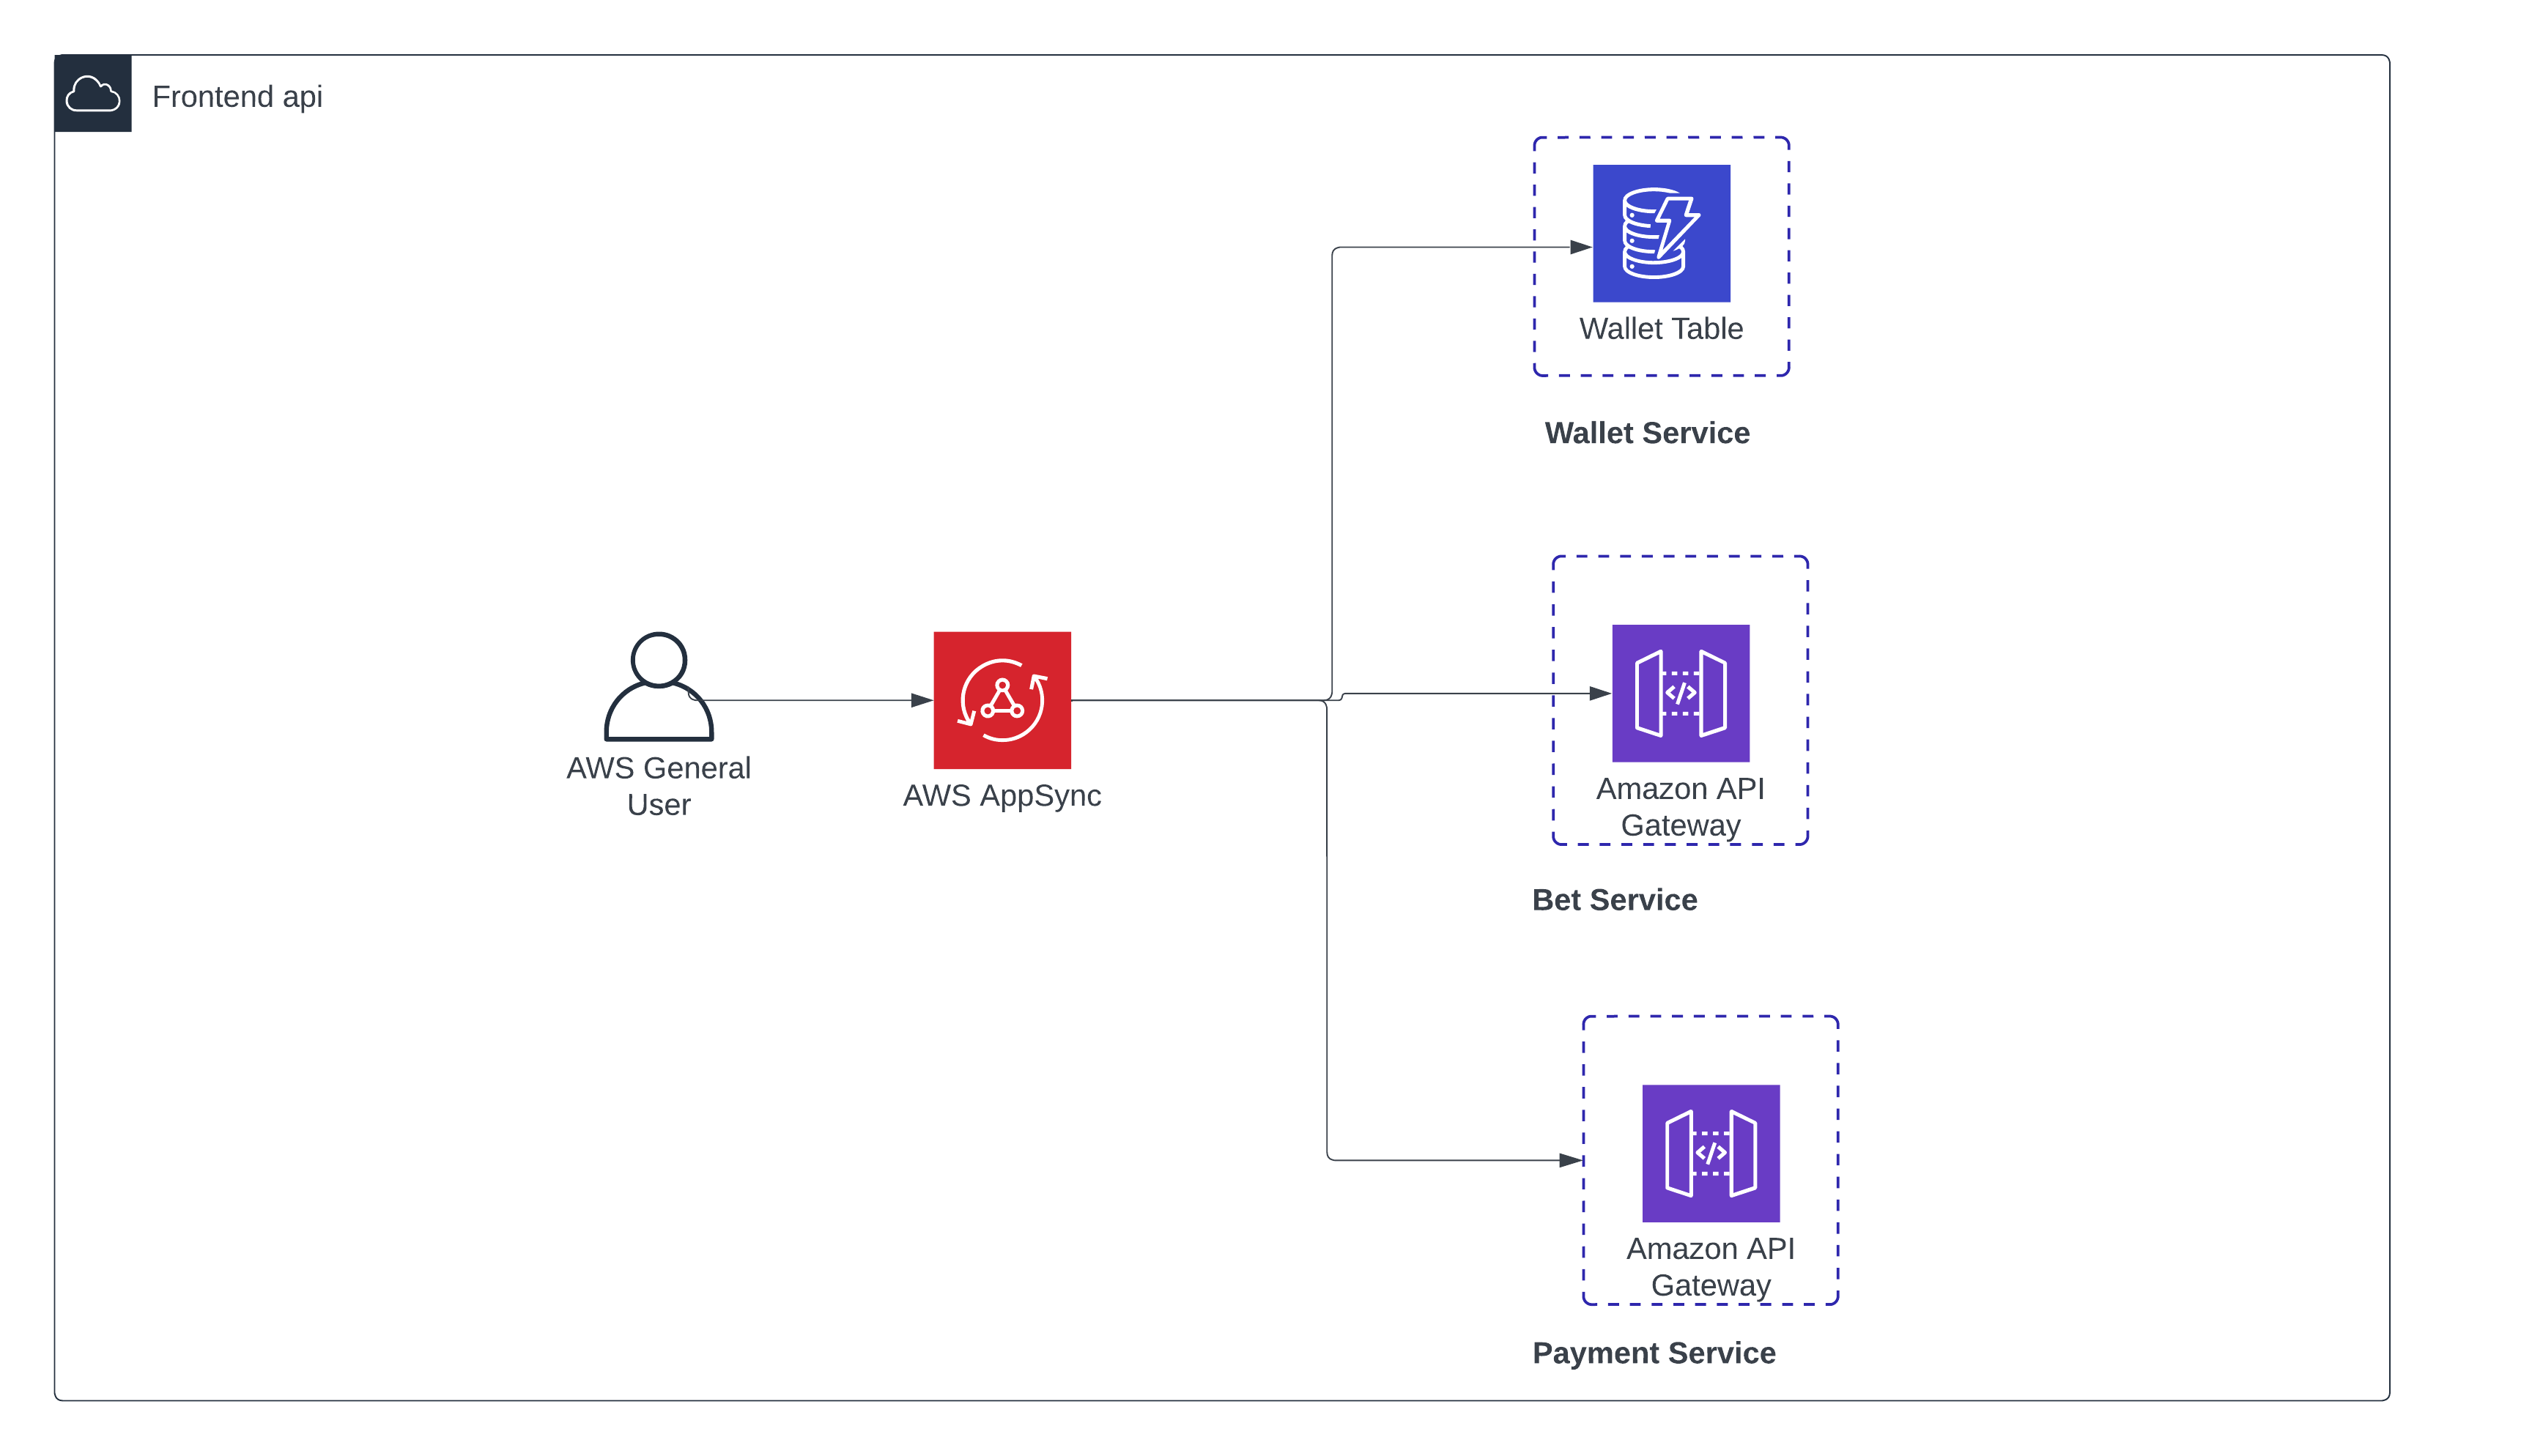 Frontend api
Wallet Table
Wallet Service
AWS General
User
AWS AppSync
</>
Amazon API
Gateway
Bet Service
</>
Amazon API
Gateway
Payment Service